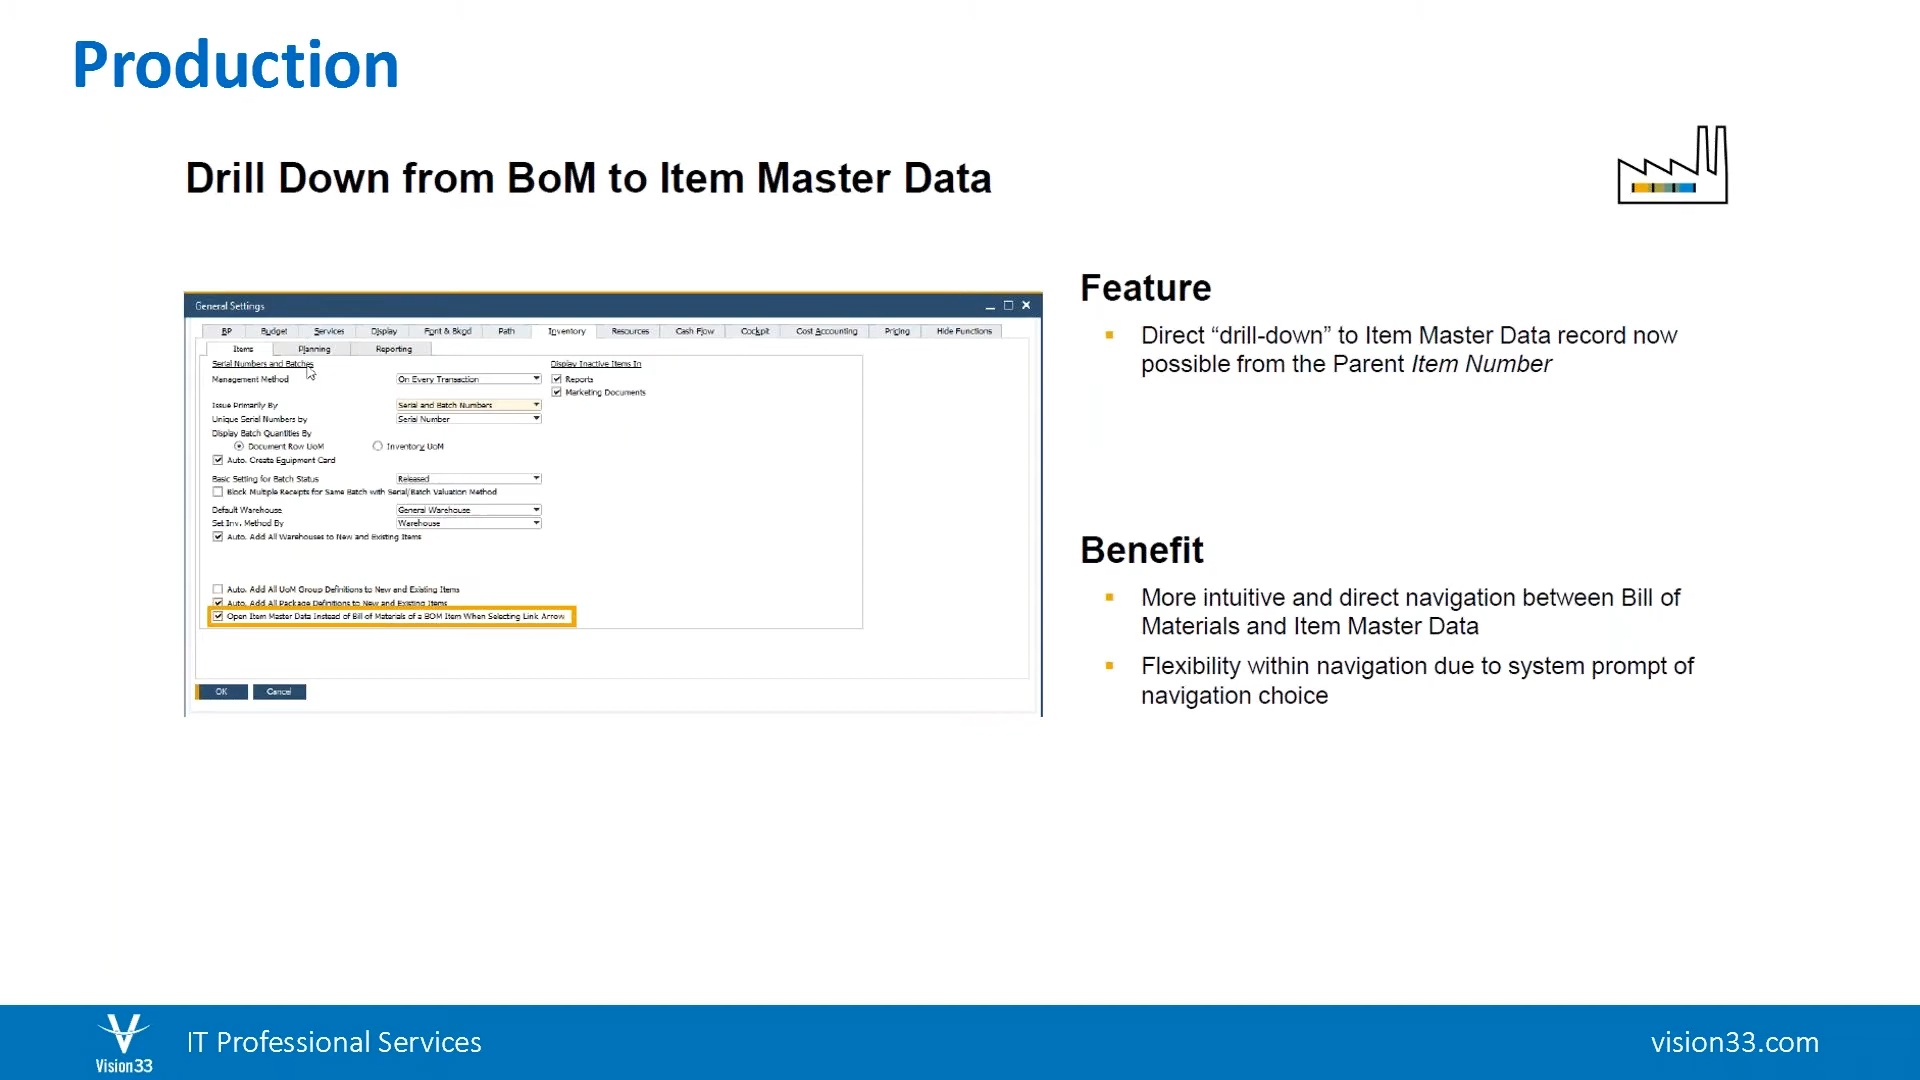 Production
Drill Down from BoM to Item Master Data
General Settings
BP Budget Services Display Font & Bkgd Path Inventory Resources Cash Flow Cockpit Cost Accounting Pricing Hide Functions
Items Planning Reporting
Serial Numbers and Batches
Display Inactive Items In
Management Method On Every Transaction
Reports
Marketing Documents
Issue Primarily By Serial and Batch Numbers
Unique Serial Numbers by Serial Number
Display Batch Quantities By
Document Row UoM Inventory UoM
Auto. Create Equipment Card
Basic Setting for Batch Status Released
Block Multiple Receipts for Same Batch with Serial/Batch Valuation Method
Default Warehouse General Warehouse
Set Inv. Method By Warehouse
Auto. Add All Warehouses to New and Existing Items
Auto. Add All UoM Group Definitions to New and Existing Items
Auto. Add All Package Definitions to New and Existing Items
Open Item Master Data Instead of Bill of Materials of a BOM Item When Selecting Link Arrow
OK Cancel
Feature
Direct “drill-down” to Item Master Data record now
possible from the Parent Item Number
Benefit
More intuitive and direct navigation between Bill of
Materials and Item Master Data
Flexibility within navigation due to system prompt of
navigation choice
Vision33
IT Professional Services
vision33.com